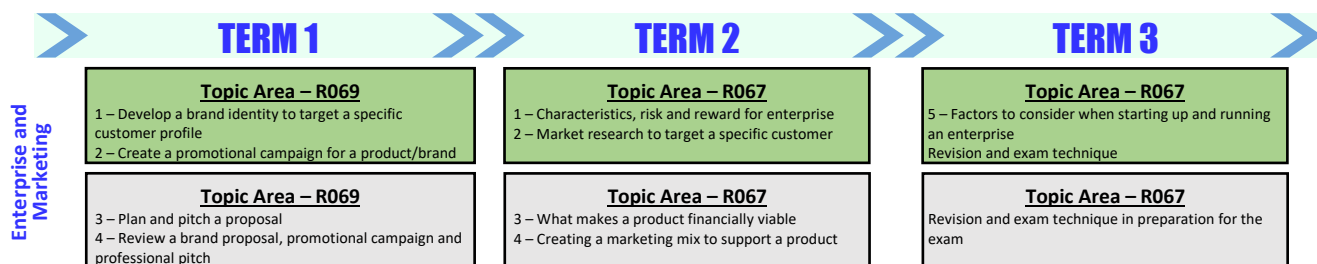 TERM 1
TERM 2
TERM 3
Enterprise and
Marketing
Topic Area – R069
1 – Develop a brand identity to target a specific
customer profile
2 – Create a promotional campaign for a product/brand
Topic Area – R067
1 – Characteristics, risk and reward for enterprise
2 – Market research to target a specific customer
Topic Area – R067
5 – Factors to consider when starting up and running
an enterprise
Revision and exam technique
Topic Area – R069
3 – Plan and pitch a proposal
4 – Review a brand proposal, promotional campaign and
professional pitch
Topic Area – R067
3 – What makes a product financially viable
4 – Creating a marketing mix to support a product
Topic Area – R067
Revision and exam technique in preparation for the
exam